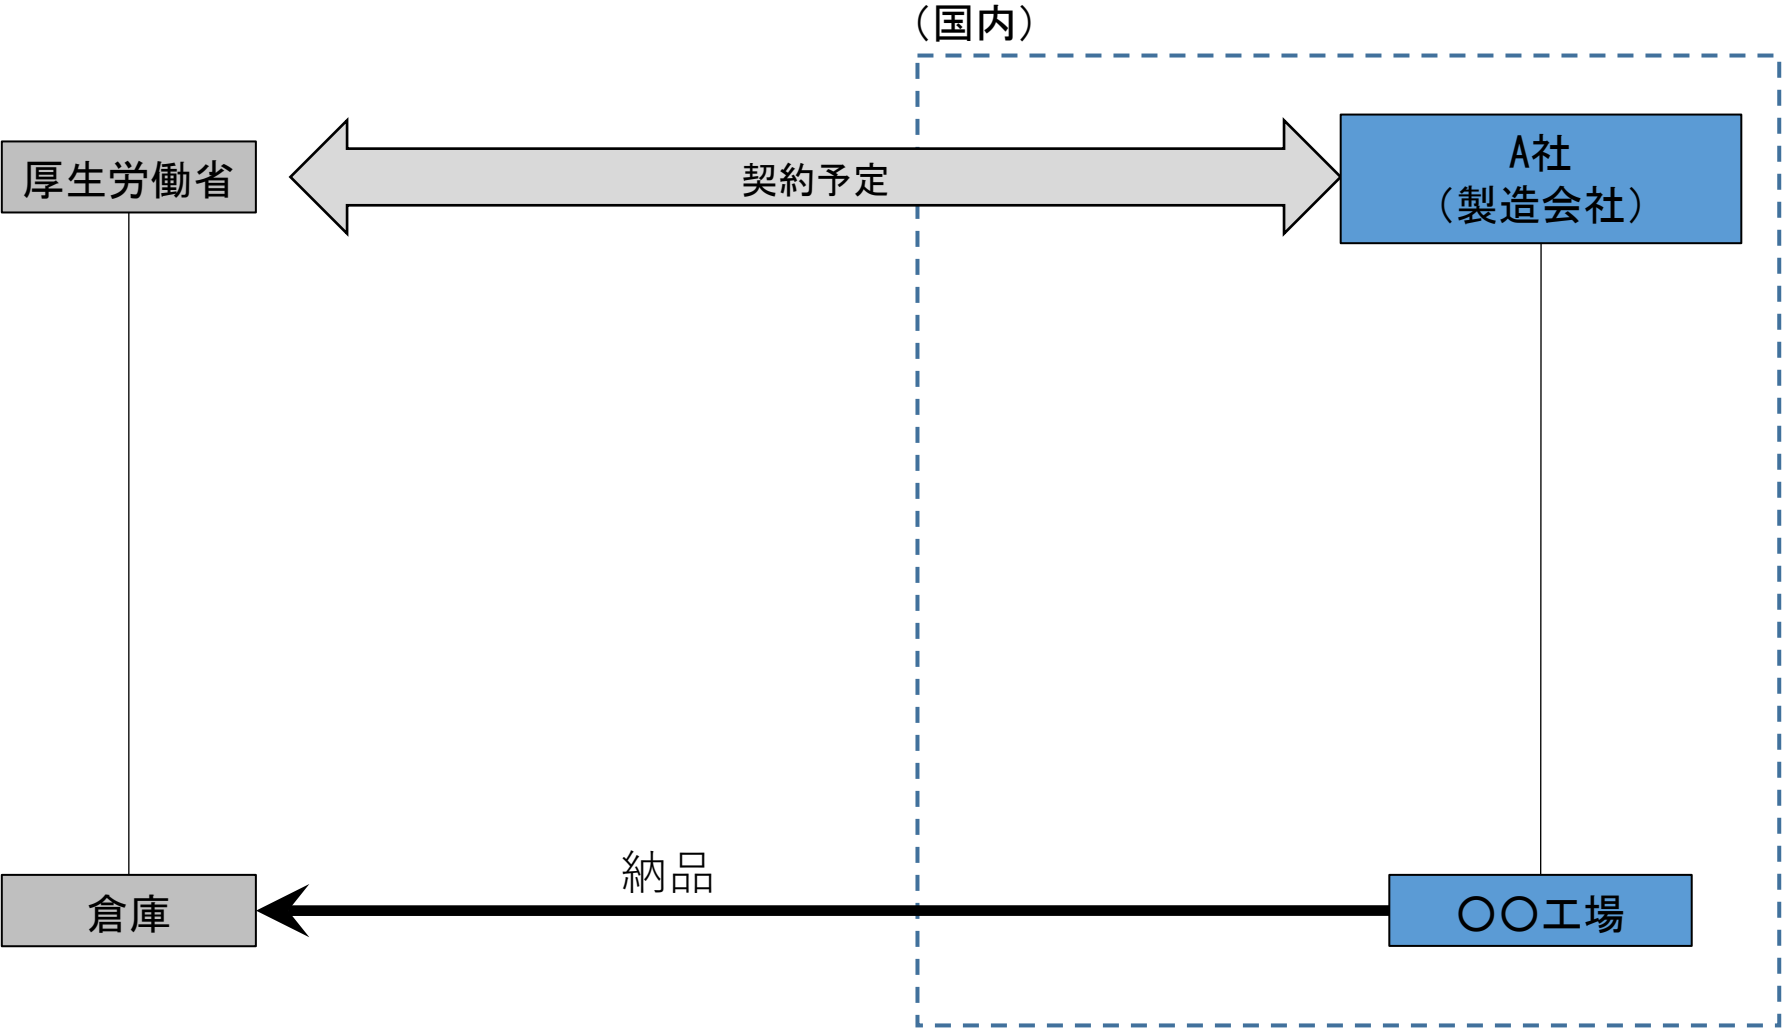 （国内）
厚生労働省
契約予定
A社
（製造会社）
納品
倉庫
〇〇工場